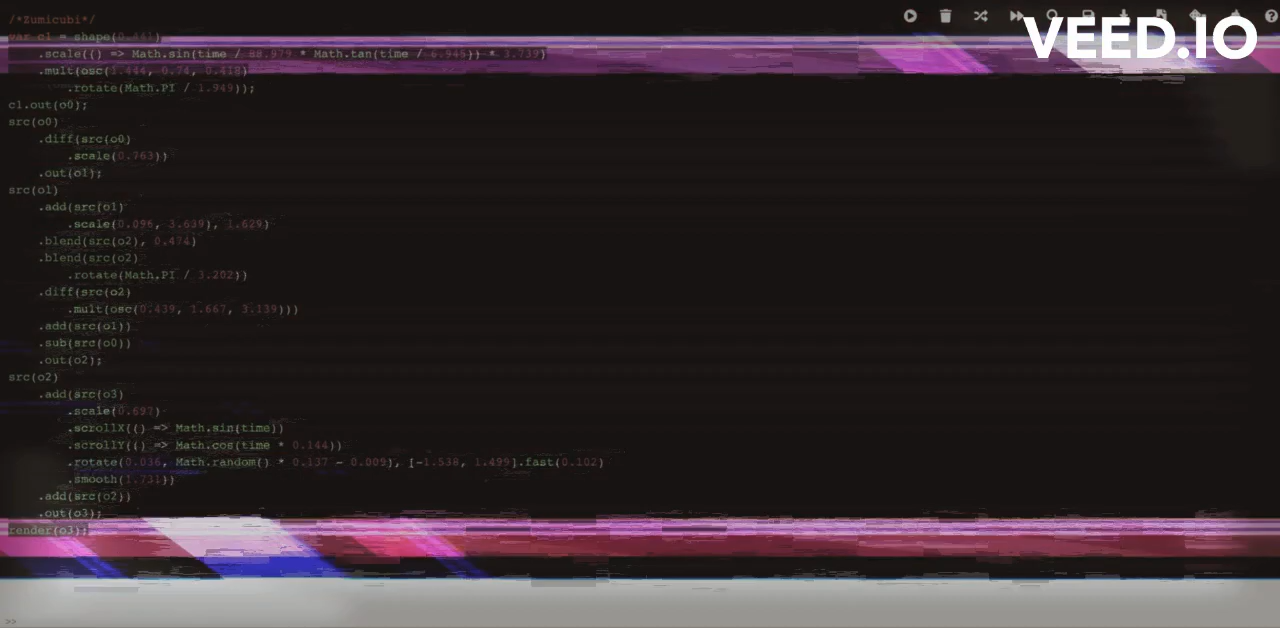 /*Zumicubi*/
VEED.IO
var c1 = shape(0.441)
    .scale(() => Math.sin(time / 88.979 * Math.tan(time / 6.946)) * 3.739)
    .mult(osc(1.444, 0.74, 0.418)
        .rotate(Math.PI / 1.949));
c1.out(o0);
src(o0)
    .diff(src(o0)
        .scale(0.763))
    .out(o1);
src(o1)
    .add(src(o1)
        .scale(0.096, 3.639), 1.629)
    .blend(src(o2), 0.474)
    .blend(src(o2)
        .rotate(Math.PI / 3.202))
    .diff(src(o2)
        .mult(osc(0.439, 1.667, 3.139)))
    .add(src(o1))
    .sub(src(o0))
    .out(o2);
src(o2)
    .add(src(o3)
        .scale(0.697)
        .scrollX(() => Math.sin(time))
        .scrollY(() => Math.cos(time * 0.144))
        .rotate(0.036, Math.random() * 0.137 - 0.009), [-1.538, 1.499].fast(0.102)
        .smooth(1.731))
    .add(src(o2))
    .out(o3);
render(o3);
>>